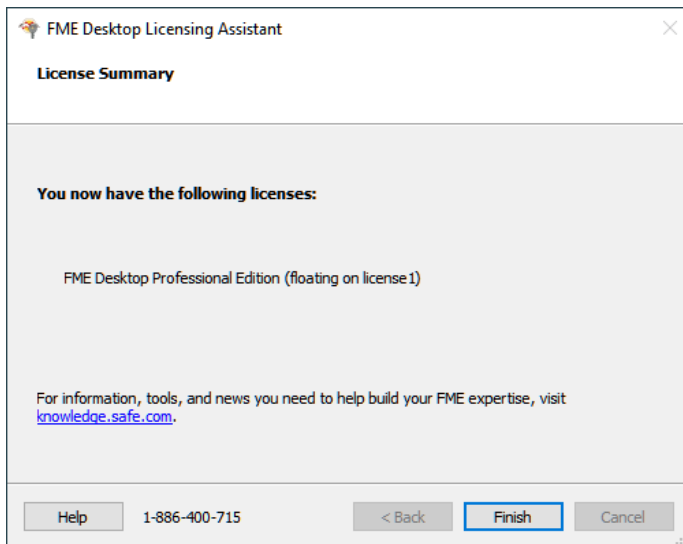 FME Desktop Licensing Assistant
License Summary
You now have the following licenses:
FME Desktop Professional Edition (floating on license1)
For information, tools, and news you need to help build your FME expertise, visit
knowledge.safe.com.
Help 1-886-400-715 < Back Finish Cancel